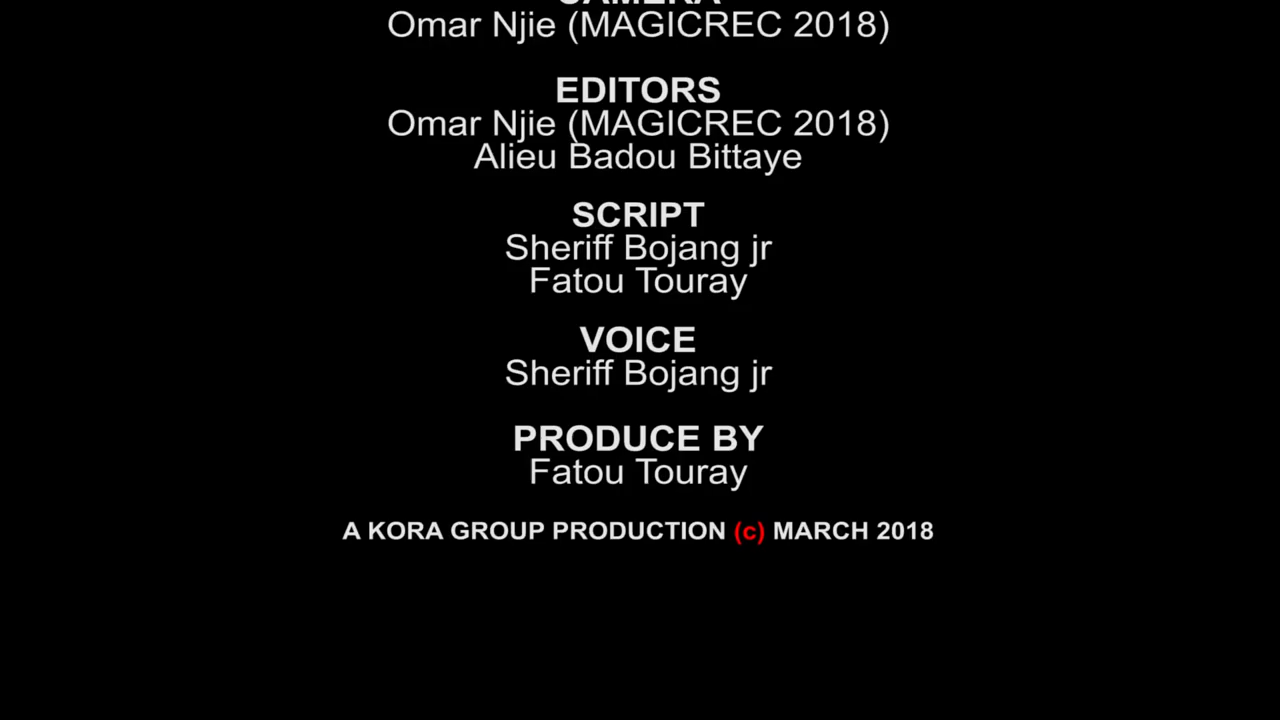 CAMERA
Omar Njie (MAGICREC 2018)
EDITORS
Omar Njie (MAGICREC 2018)
Alieu Badou Bittaye
SCRIPT
Sheriff Bojang jr
Fatou Touray
VOICE
Sheriff Bojang jr
PRODUCE BY
Fatou Touray
A KORA GROUP PRODUCTION (c) MARCH 2018